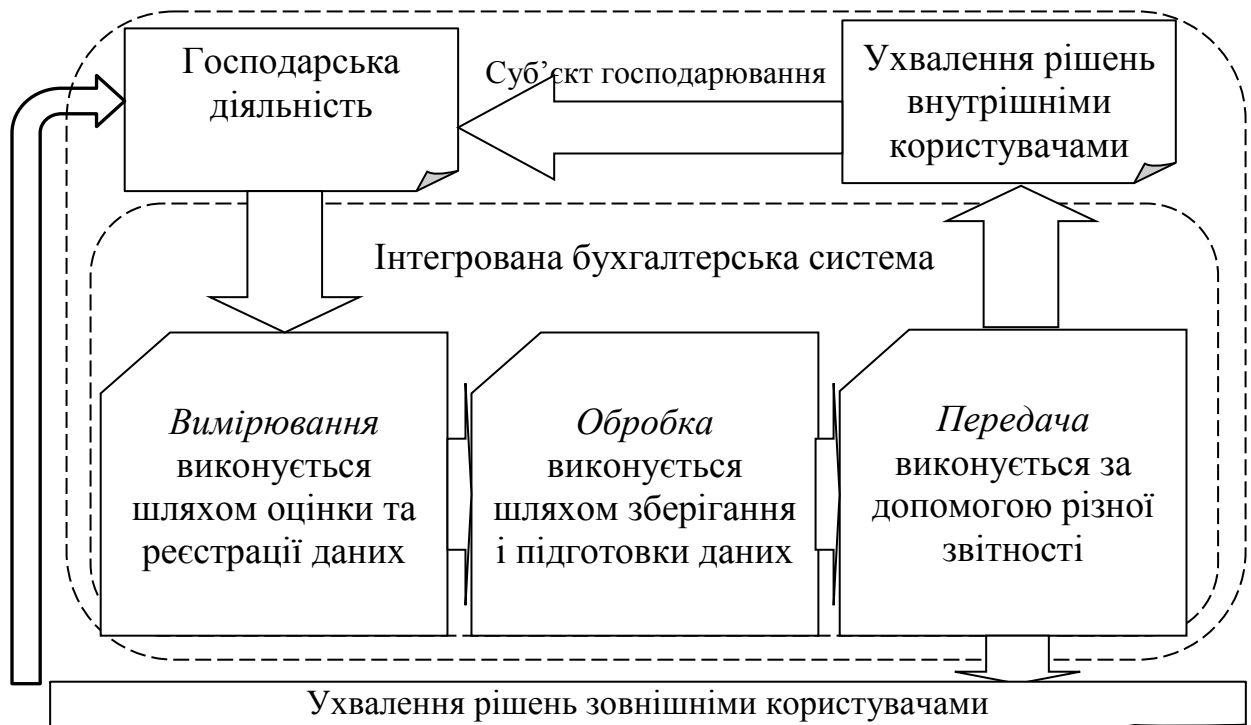 Господарська
діяльність
Суб’єкт господарювання
Ухвалення рішень
внутрішніми
користувачами
Інтегрована бухгалтерська система
Вимірювання
виконується
шляхом оцінки та
реєстрації даних
Обробка
виконується
шляхом зберігання
і підготовки даних
Передача
виконується за
допомогою різної
звітності
Ухвалення рішень зовнішніми користувачами